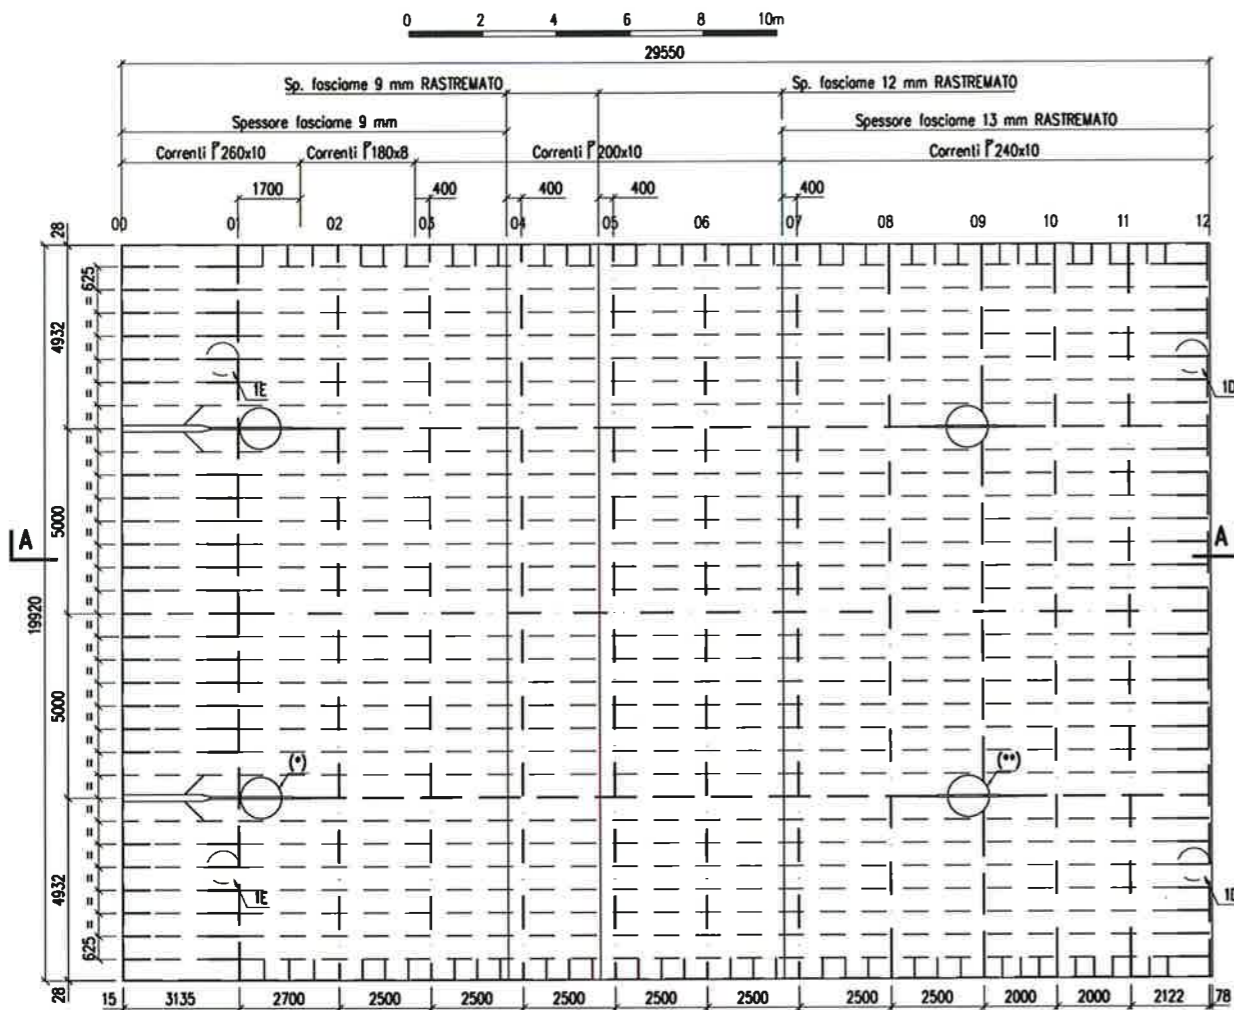 0 2 4 6 8 10m
29550
Sp. fasciame 9 mm RASTREMATO
Sp. fasciame 12 mm RASTREMATO
Spessore fasciame 9 mm
Spessore fasciame 13 mm RASTREMATO
Correnti 260x10
Correnti 180x8
Correnti 200x10
Correnti 240x10
1700 400 400 400 400
00 01 02 03 04 05 06 07 08 09 10 11 12
28
625
4932
1E
1D
5000
A
A
19920
5000
(*)
(**)
4932
1E
1D
625
28
15 3135 2700 2500 2500 2500 2500 2500 2500 2500 2000 2000 2122 78